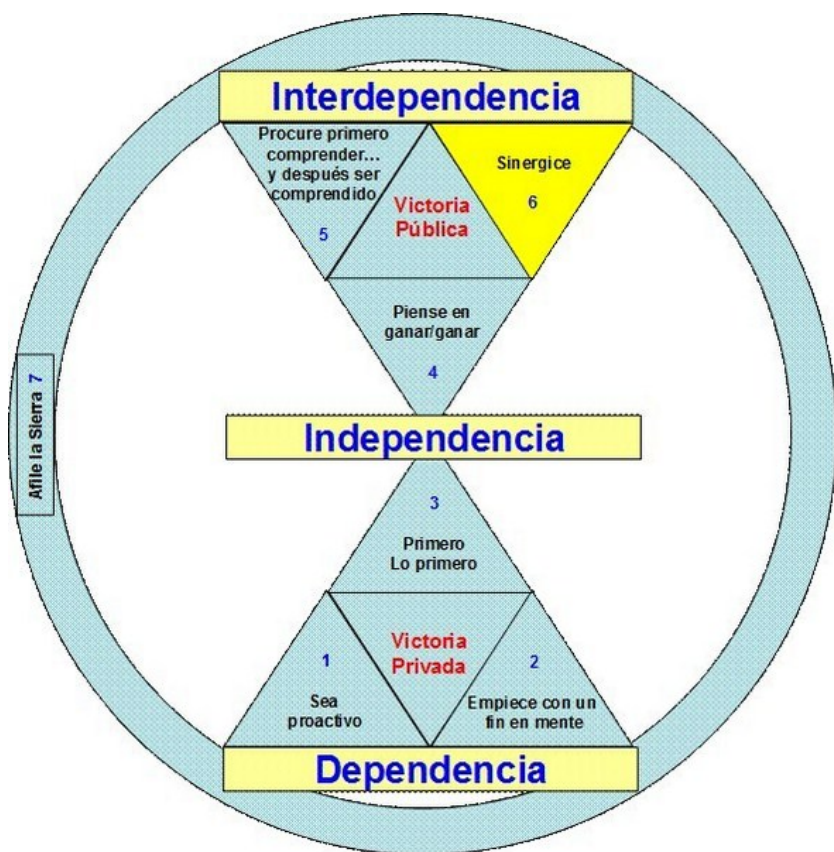 Interdependencia
Procure primero
comprender...
y después ser
comprendido
5
Sinergice
6
Victoria
Pública
Piense en
ganar/ganar
4
Afile la Sierra 7
Independencia
3
Primero
Lo primero
Victoria
Privada
1
Sea
proactivo
2
Empiece con un
fin en mente
Dependencia